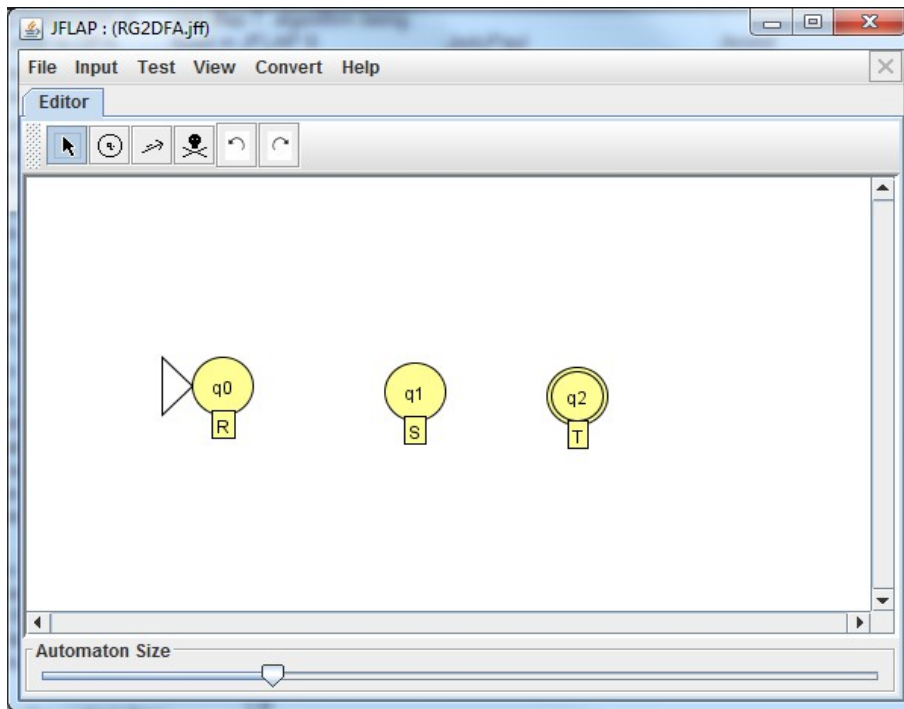 JFLAP : (RG2DFA.jff)
File Input Test View Convert Help
Editor
q0
R
q1
S
q2
T
Automaton Size